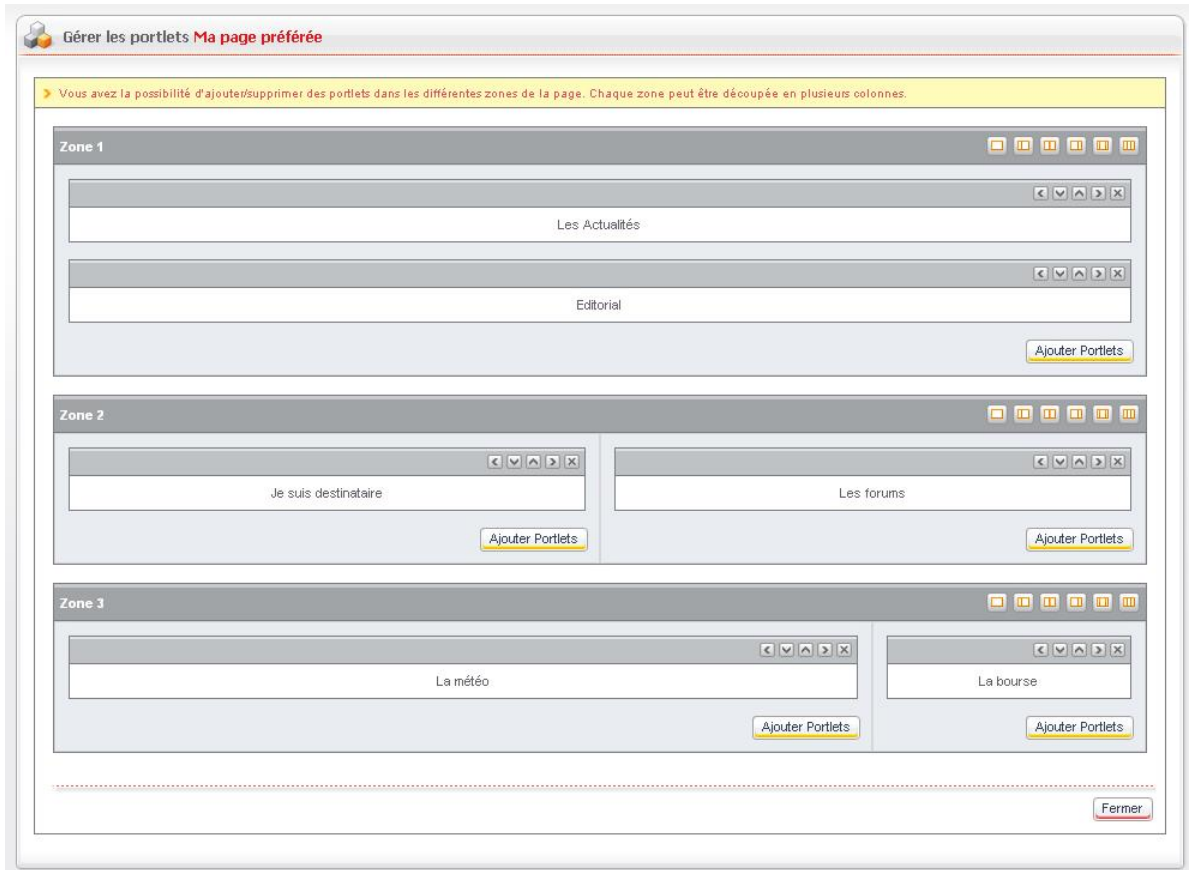 Gérer les portlets Ma page préférée
Vous avez la possibilité d'ajouter/supprimer des portlets dans les différentes zones de la page. Chaque zone peut être découpée en plusieurs colonnes.
Zone 1
Les Actualités
Editorial
Ajouter Portlets
Zone 2
Je suis destinataire
Les forums
Ajouter Portlets
Ajouter Portlets
Zone 3
La météo
La bourse
Ajouter Portlets
Ajouter Portlets
Fermer